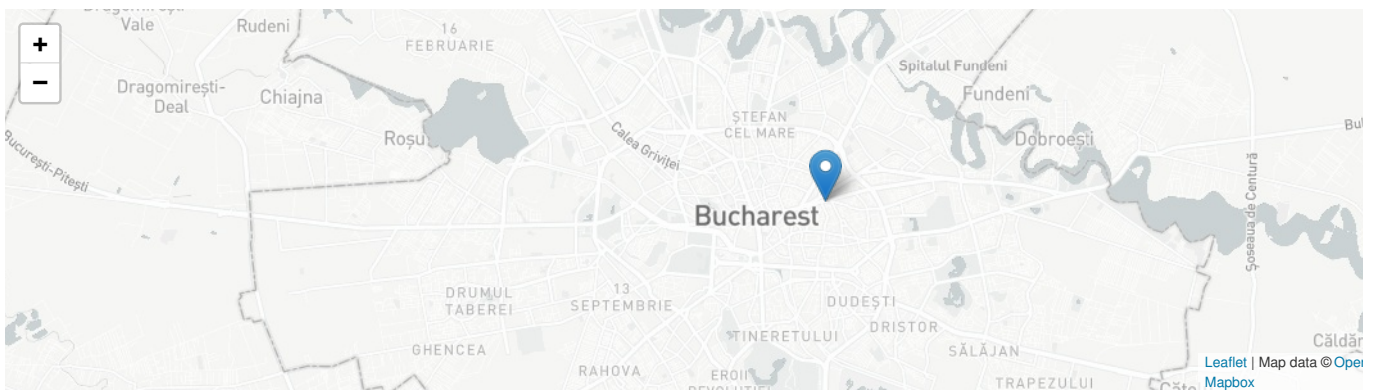 Vale
Rudeni
16
FEBRUARIE
+
−
Spitalul Fundeni
Dragomirești-
Deal
Chiajna
Fundeni
ȘTEFAN
CEL MARE
Roșu
Calea Griviței
Dobroești
București-Pitești
Șoseaua de Centură
Bucharest
DRUMUL
TABEREI
13
SEPTEMBRIE
DUDEȘTI
TINERETULUI
DRISTOR
GHENCEA
SĂLĂJAN
RAHOVA
EROII
TRAPEZULUI
Leaflet | Map data ©
Mapbox